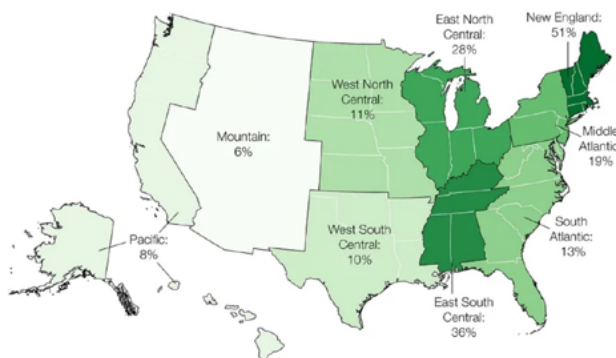 East North
Central:
28%
New England:
51%
West North
Central:
11%
Mountain:
6%
Middle
Atlantic:
19%
Pacific:
8%
West South
Central:
10%
South
Atlantic:
13%
East South
Central:
36%